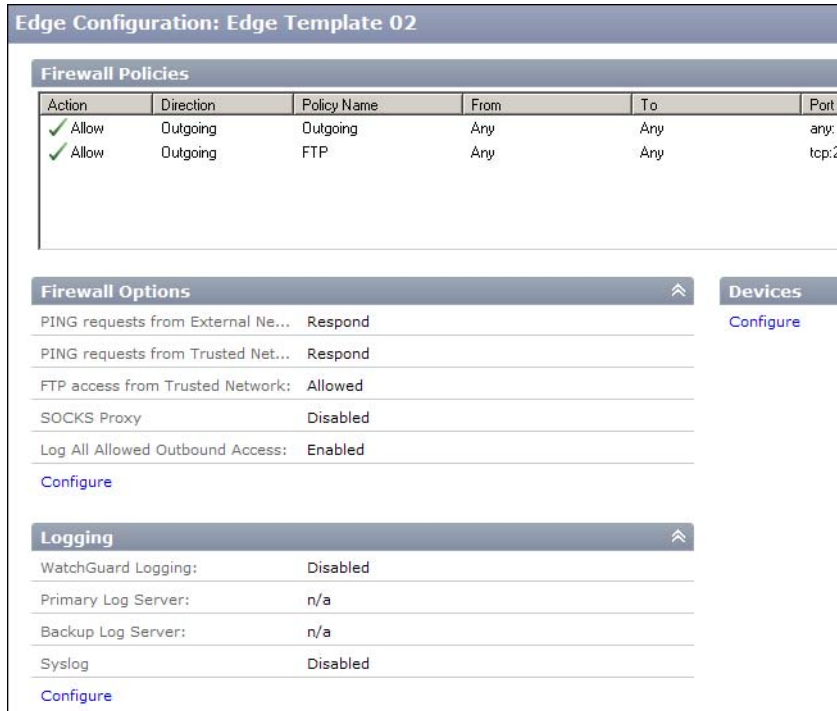 Edge Configuration: Edge Template 02
Firewall Policies
Action Direction Policy Name From To Port
Allow Outgoing Outgoing Any Any any:
Allow Outgoing FTP Any Any tcp:2
Firewall Options
PING requests from External Ne... Respond
PING requests from Trusted Net... Respond
FTP access from Trusted Network: Allowed
SOCKS Proxy Disabled
Log All Allowed Outbound Access: Enabled
Configure
Devices
Configure
Logging
WatchGuard Logging: Disabled
Primary Log Server: n/a
Backup Log Server: n/a
Syslog Disabled
Configure